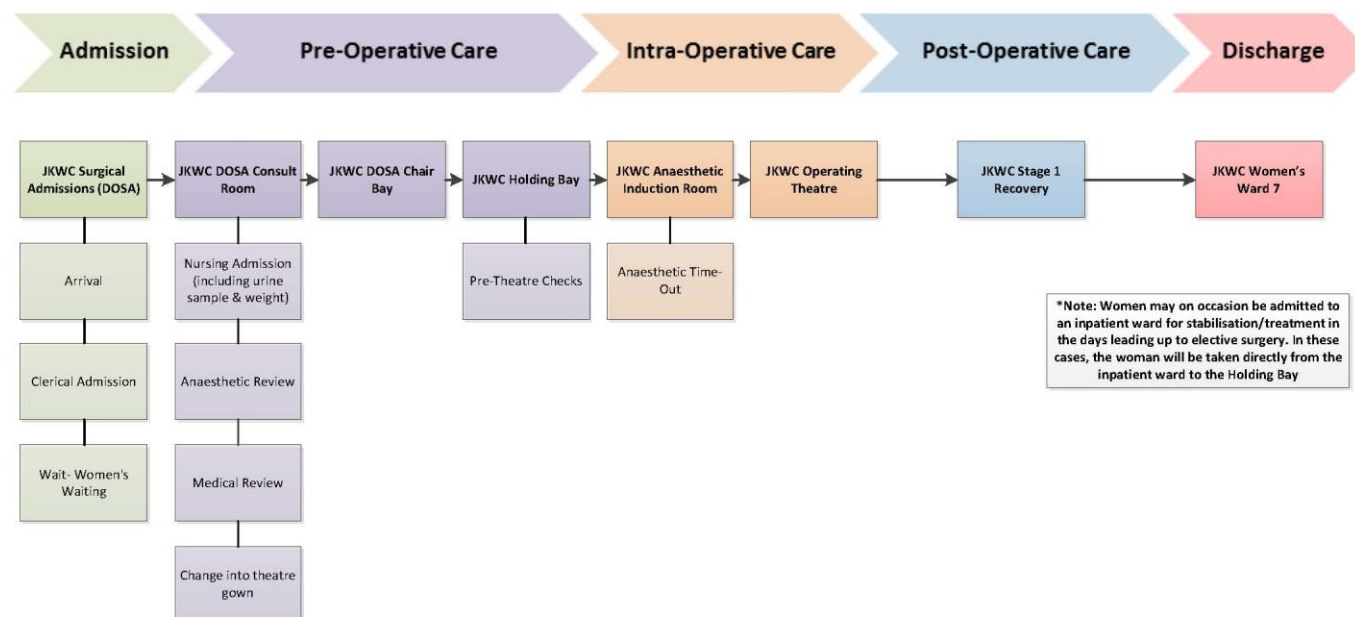 Admission
Pre-Operative Care
Intra-Operative Care
Post-Operative Care
Discharge
JKWC Surgical
Admissions (DOSA)
JKWC DOSA Consult
Room
JKWC DOSA Chair
Bay
JKWC Holding Bay
JKWC Anaesthetic
Induction Room
JKWC Operating
Theatre
JKWC Stage 1
Recovery
JKWC Women's
Ward 7
Arrival
Clerical Admission
Wait- Women's
Waiting
Nursing Admission
(including urine
sample & weight)
Anaesthetic Review
Medical Review
Change into theatre
gown
Pre-Theatre Checks
Anaesthetic Time-
Out
*Note: Women may on occasion be admitted to
an inpatient ward for stabilisation/treatment in
the days leading up to elective surgery. In these
cases, the woman will be taken directly from the
inpatient ward to the Holding Bay